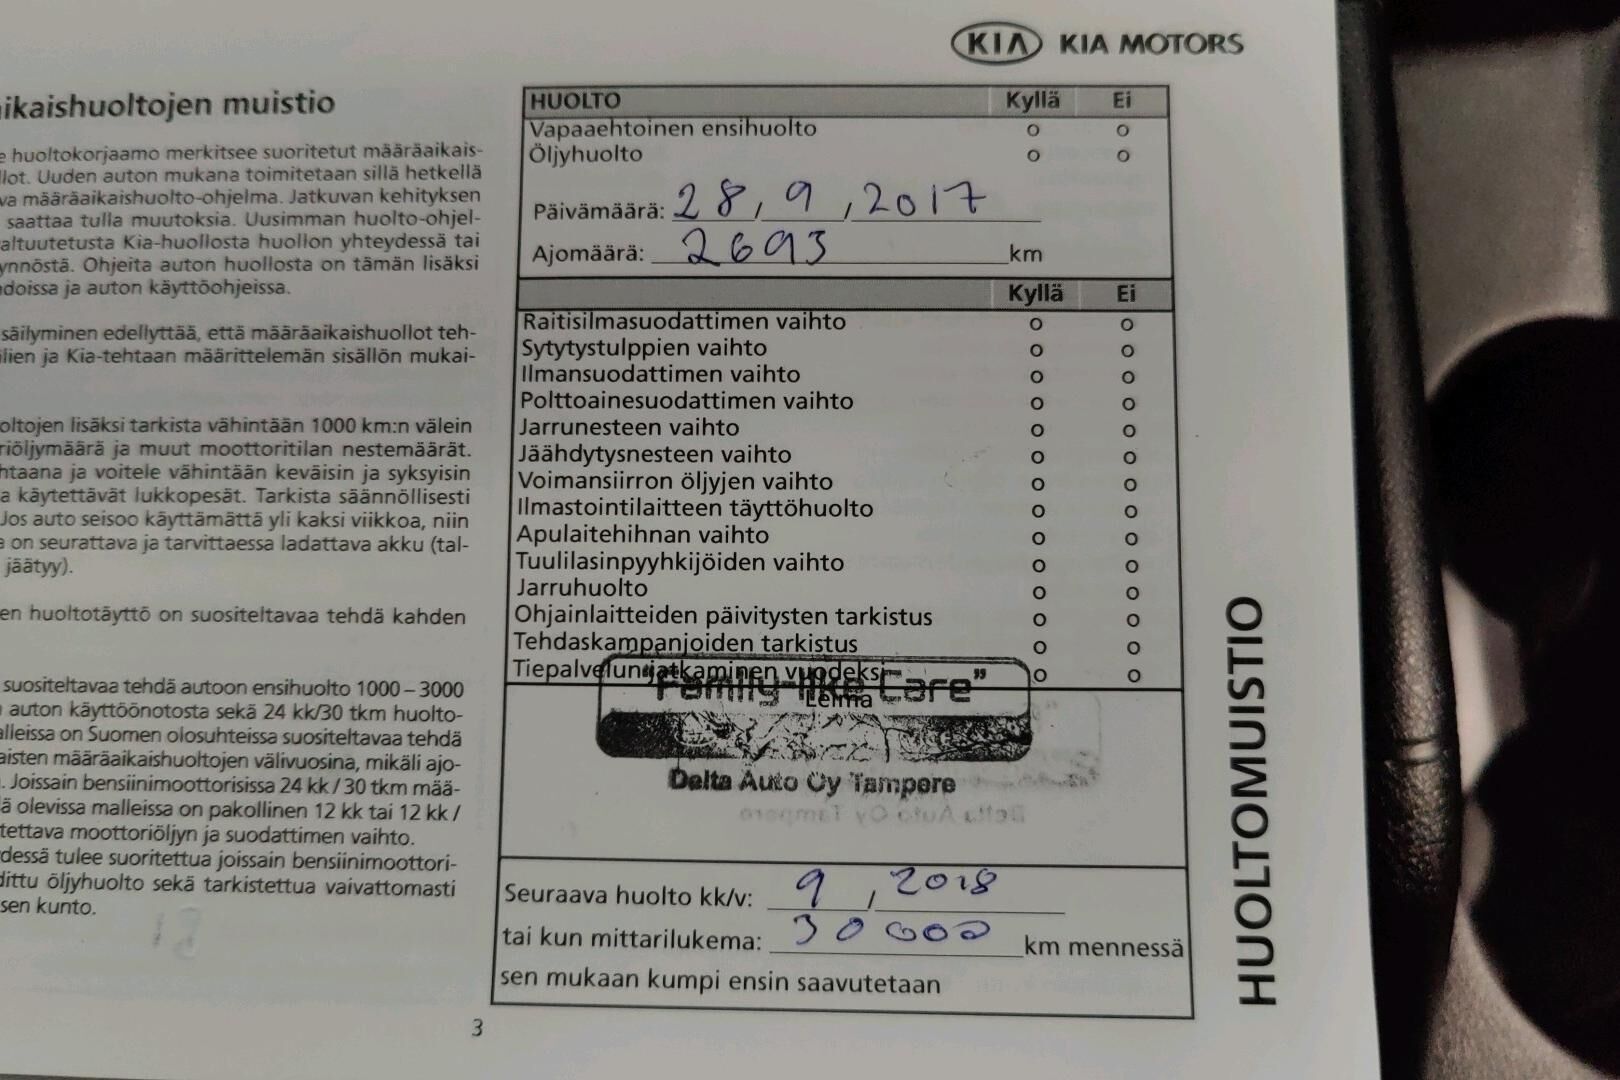 KIA KIA MOTORS
ikaishuoltojen muistio
e huoltokorjaamo merkitsee suoritetut määräaikais-
llot. Uuden auton mukana toimitetaan sillä hetkellä
va määräaikaishuolto-ohjelma. Jatkuvan kehityksen
saattaa tulla muutoksia. Uusimman huolto-ohjel-
altuutetusta Kia-huollosta huollon yhteydessä tai
ynnöstä. Ohjeita auton huollosta on tämän lisäksi
doissa ja auton käyttöohjeissa.
säilyminen edellyttää, että määräaikaishuollot teh-
lien ja Kia-tehtaan määrittelemän sisällön mukai-
oltojen lisäksi tarkista vähintään 1000 km:n välein
riöljymäärä ja muut moottoritilan nestemäärät.
htaana ja voitele vähintään keväisin ja syksyisin
a käytettävät lukkopesät. Tarkista säännöllisesti
Jos auto seisoo käyttämättä yli kaksi viikkoa, niin
a on seurattava ja tarvittaessa ladattava akku (tal-
jäätyy).
en huoltotäyttö on suositeltavaa tehdä kahden
suositeltavaa tehdä autoon ensihuolto 1000 – 3000
auton käyttöönotosta sekä 24 kk/30 tkm huolto-
alleissa on Suomen olosuhteissa suositeltavaa tehdä
aisten määräaikaishuoltojen välivuosina, mikäli ajo-
. Joissain bensiinimoottorisissa 24 kk / 30 tkm mää-
ä olevissa malleissa on pakollinen 12 kk tai 12 kk /
tettava moottoriöljyn ja suodattimen vaihto.
dessä tulee suoritettua joissain bensiinimoottori-
dittu öljyhuolto sekä tarkistettua vaivattomasti
sen kunto.
3
HUOLTO Kyllä Ei
Vapaaehtoinen ensihuolto o o
Öljyhuolto o o
Päivämäärä: 28 / 9 / 2017
Ajomäärä: 2693 km
Kyllä Ei
Raitisilmasuodattimen vaihto o o
Sytytystulppien vaihto o o
Ilmansuodattimen vaihto o o
Polttoainesuodattimen vaihto o o
Jarrunesteen vaihto o o
Jäähdytysnesteen vaihto o o
Voimansiirron öljyjen vaihto o o
Ilmastointilaitteen täyttöhuolto o o
Apulaitehihnan vaihto o o
Tuulilasinpyyhkijöiden vaihto o o
Jarruhuolto o o
Ohjainlaitteiden päivitysten tarkistus o o
Tehdaskampanjoiden tarkistus o o
Tiepalvelun jatkaminen vuodeksi o o
Family-like Care"
Leima
Delta Auto Oy Tampere
Seuraava huolto kk/v: 9 / 2018
tai kun mittarilukema: 30 000 km mennessä
sen mukaan kumpi ensin saavutetaan
HUOLTOMUISTIO